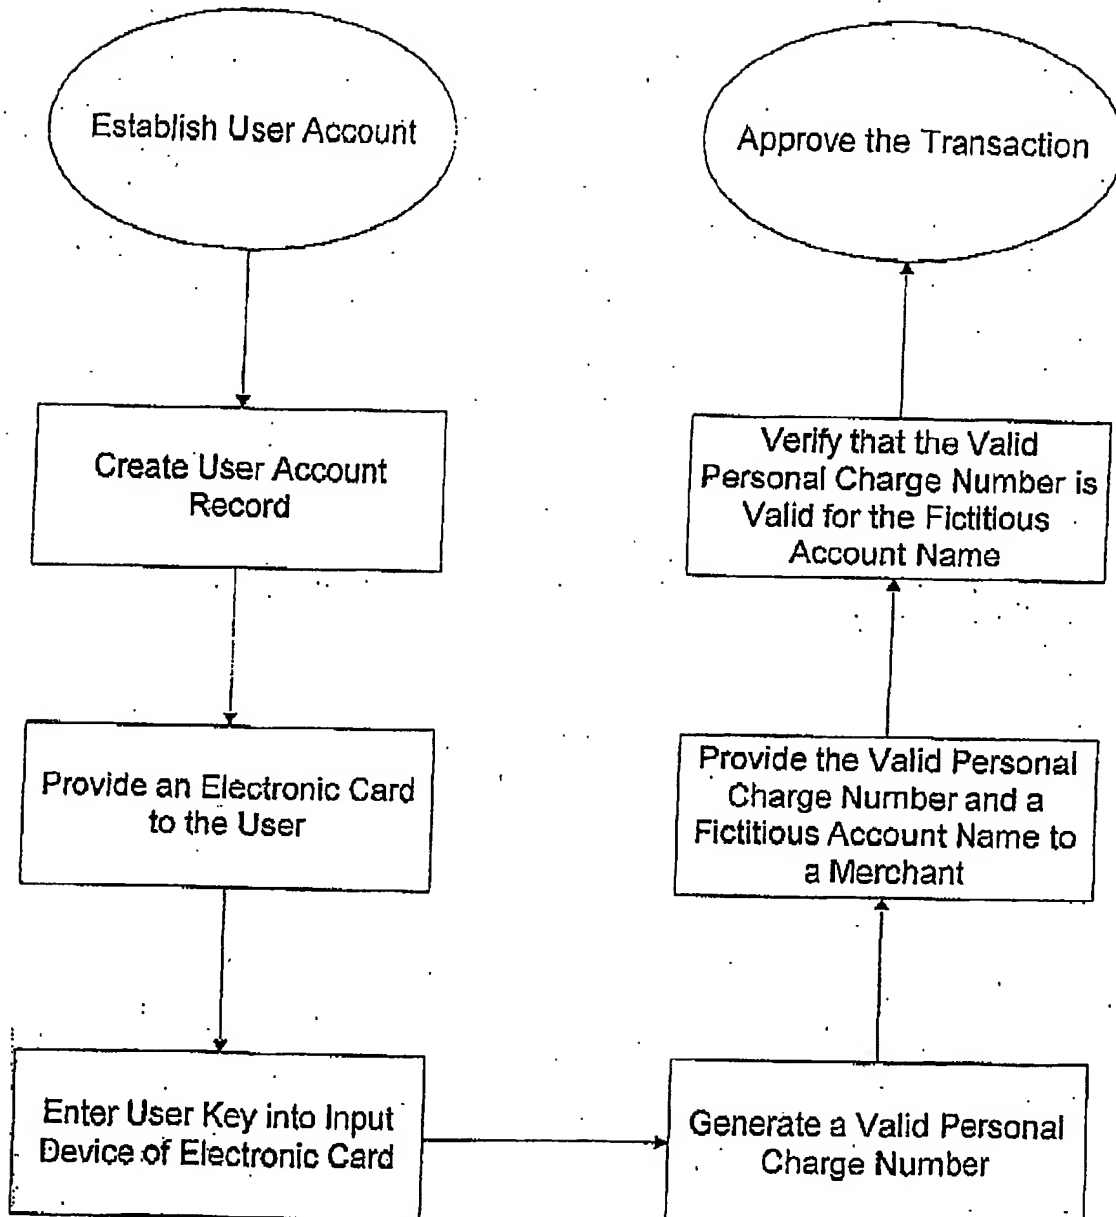 Establish User Account
Create User Account
Record
Provide an Electronic Card
to the User
Enter User Key into Input
Device of Electronic Card
Generate a Valid Personal
Charge Number
Provide the Valid Personal
Charge Number and a
Fictitious Account Name to
a Merchant
Verify that the Valid
Personal Charge Number is
Valid for the Fictitious
Account Name
Approve the Transaction